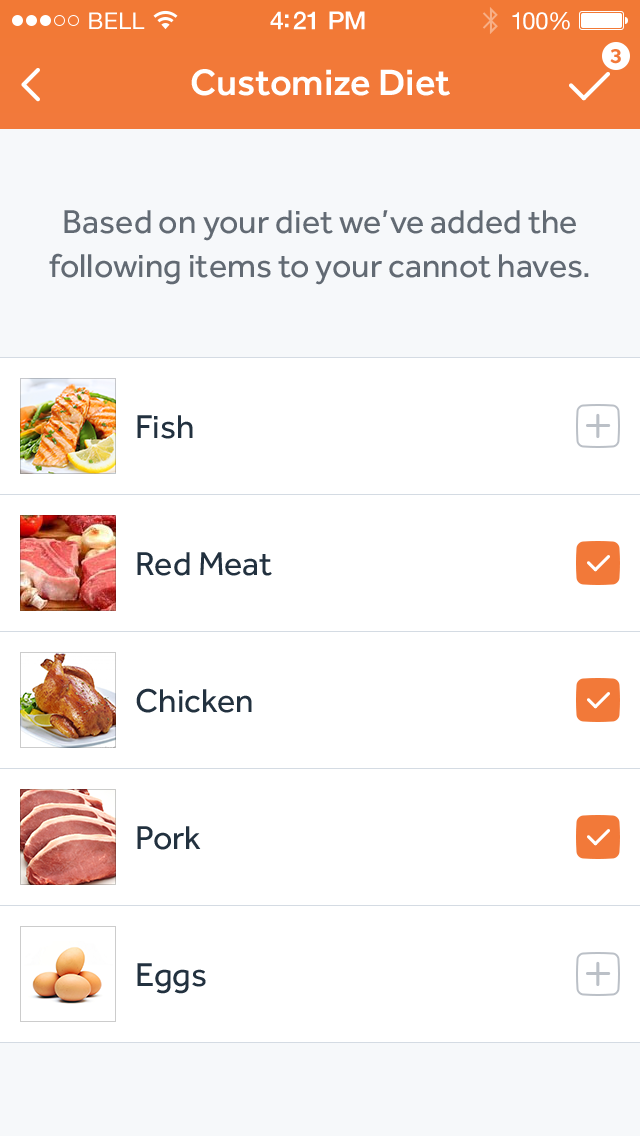 BELL 4:21 PM 100%
3
Customize Diet
Based on your diet we’ve added the
following items to your cannot haves.
Fish
Red Meat
Chicken
Pork
Eggs